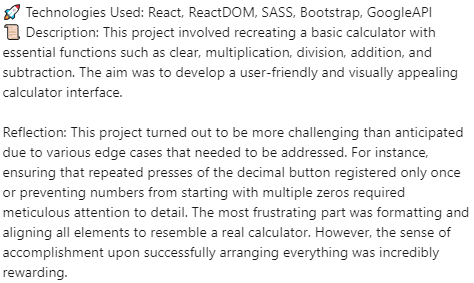 🚀 Technologies Used: React, ReactDOM, SASS, Bootstrap, GoogleAPI
📜 Description: This project involved recreating a basic calculator with
essential functions such as clear, multiplication, division, addition, and
subtraction. The aim was to develop a user-friendly and visually appealing
calculator interface.

Reflection: This project turned out to be more challenging than anticipated
due to various edge cases that needed to be addressed. For instance,
ensuring that repeated presses of the decimal button registered only once
or preventing numbers from starting with multiple zeros required
meticulous attention to detail. The most frustrating part was formatting and
aligning all elements to resemble a real calculator. However, the sense of
accomplishment upon successfully arranging everything was incredibly
rewarding.